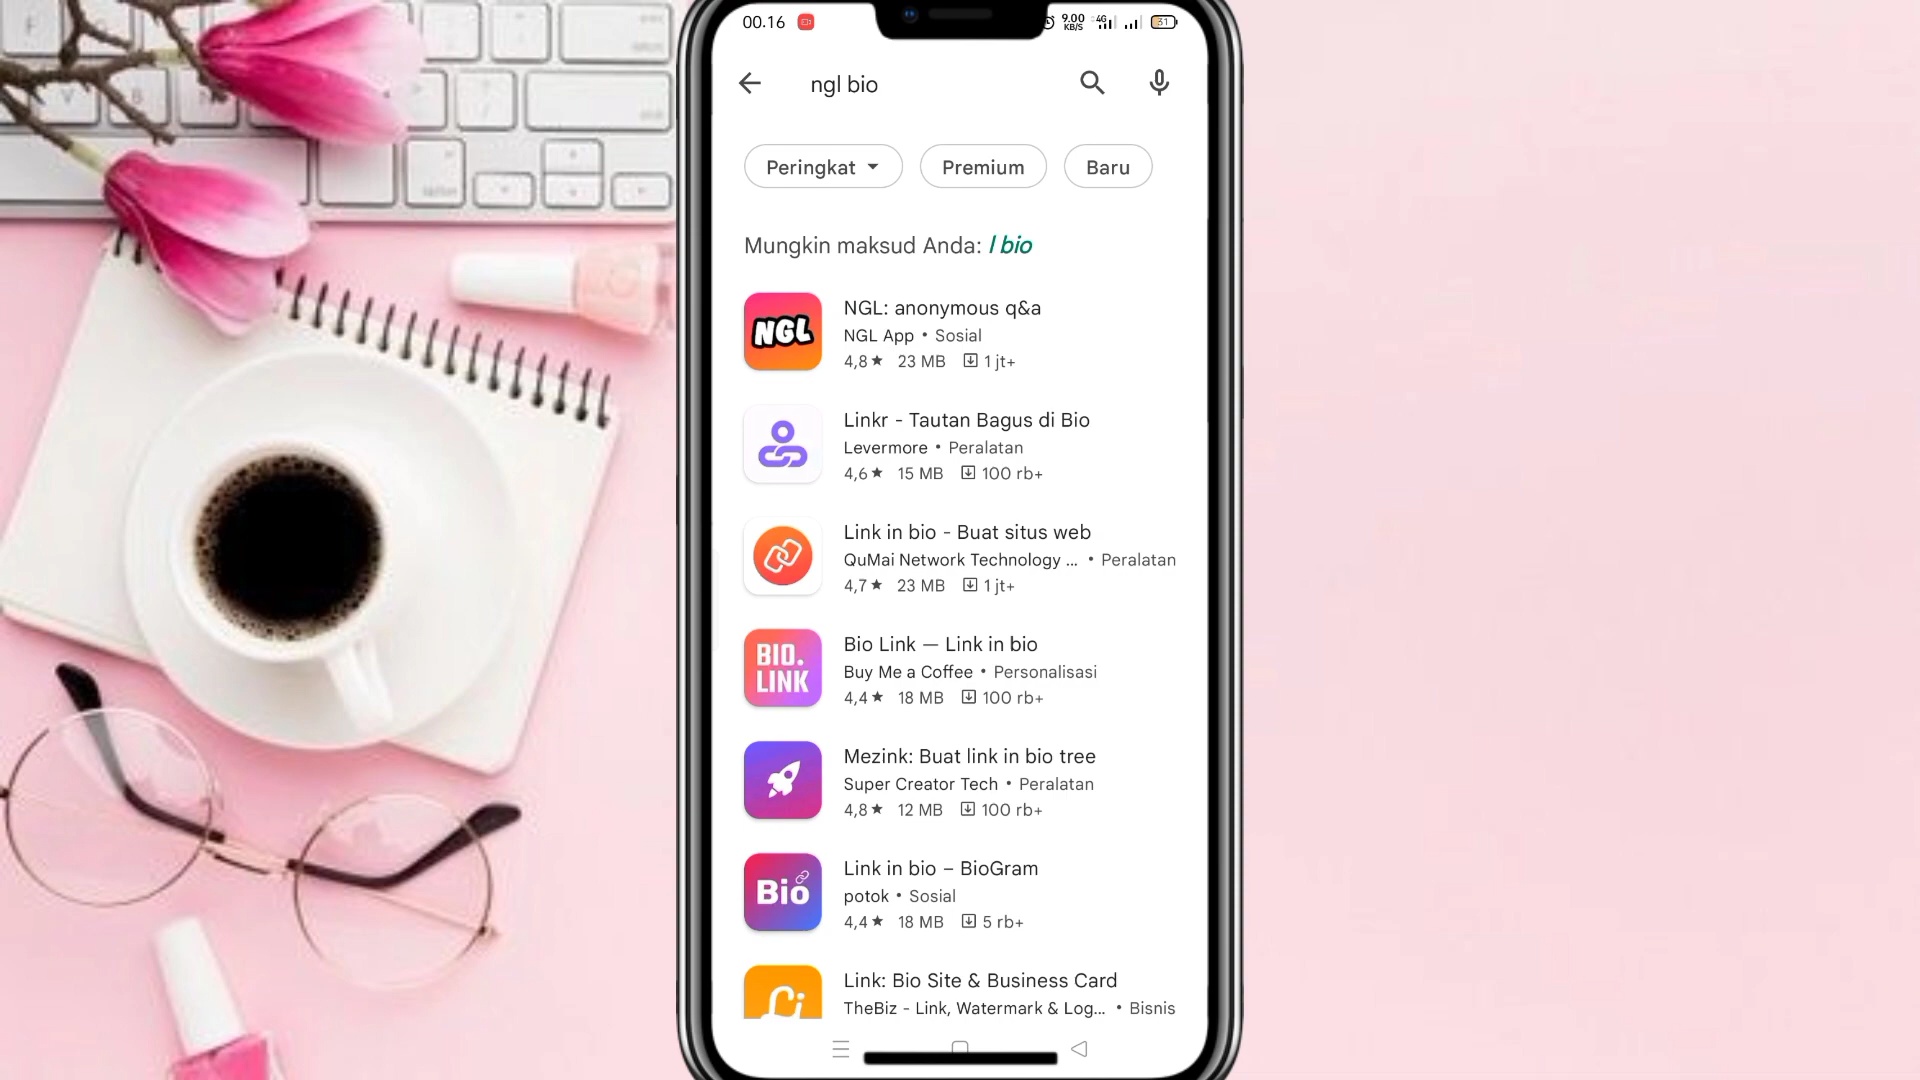 00.16
9.00
KB/S
4G
31
ngl bio
Peringkat
Premium
Baru
Mungkin maksud Anda: l bio
NGL
NGL: anonymous q&a
NGL App • Sosial
4,8★ 23 MB 1 jt+
Linkr - Tautan Bagus di Bio
Levermore • Peralatan
4,6★ 15 MB 100 rb+
Link in bio - Buat situs web
QuMai Network Technology ... • Peralatan
4,7★ 23 MB 1 jt+
BIO.
LINK
Bio Link — Link in bio
Buy Me a Coffee • Personalisasi
4,4★ 18 MB 100 rb+
Mezink: Buat link in bio tree
Super Creator Tech • Peralatan
4,8★ 12 MB 100 rb+
Bio
Link in bio – BioGram
potok • Sosial
4,4★ 18 MB 5 rb+
Link: Bio Site & Business Card
TheBiz - Link, Watermark & Log... • Bisnis